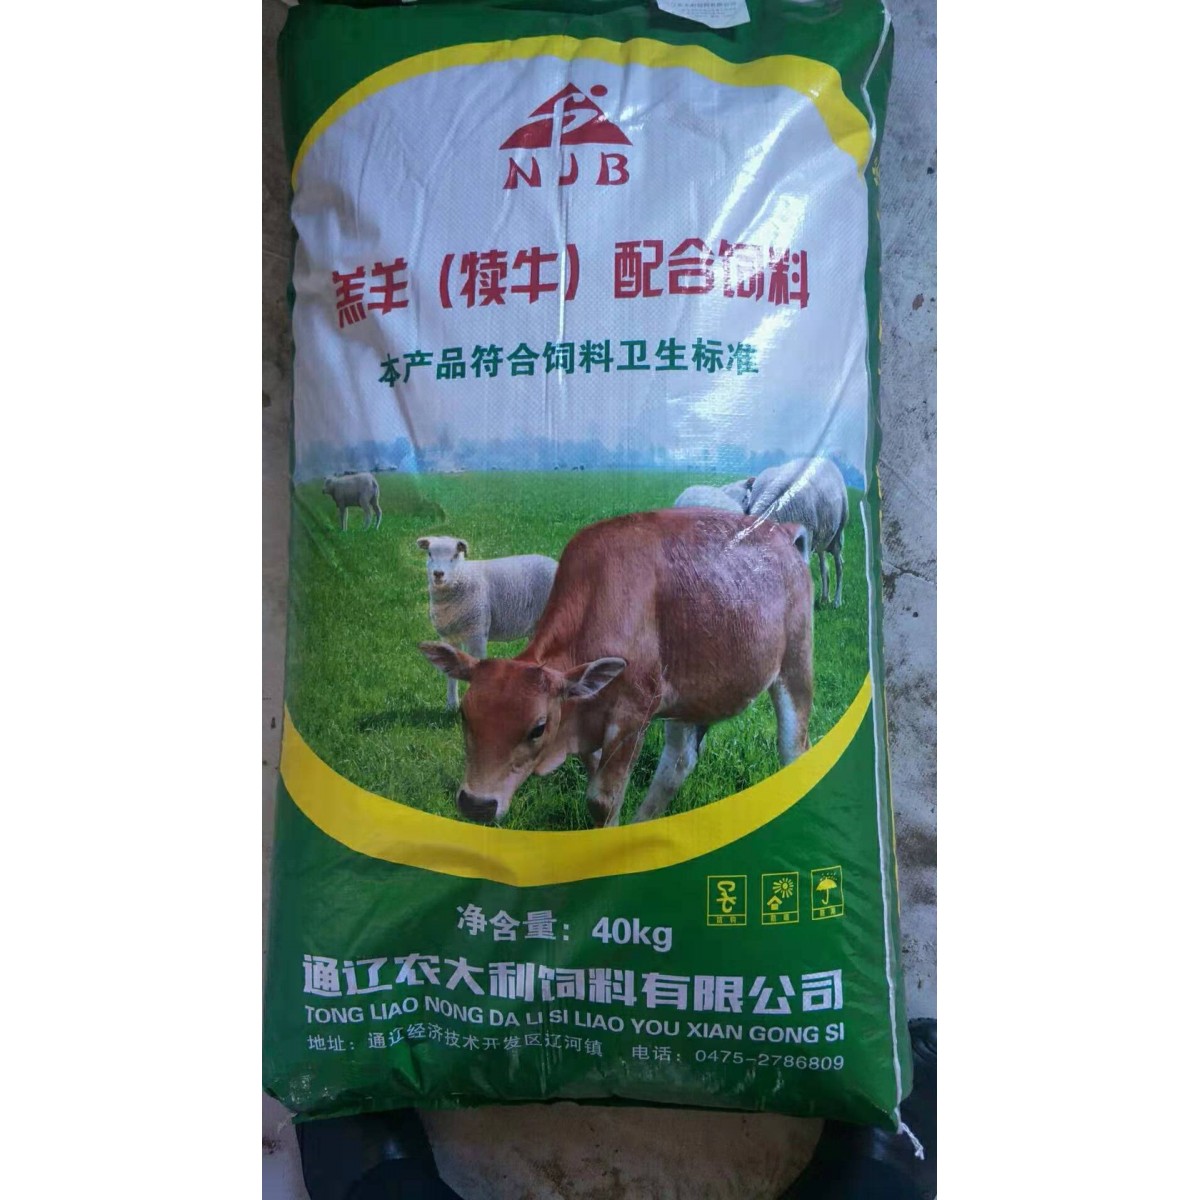 NJB
羔羊（犊牛）配合饲料
本产品符合饲料卫生标准
净含量：40kg
通辽农大利饲料有限公司
TONG LIAO NONG DA LI SI LIAO YOU XIAN GONG SI
地址：通辽经济技术开发区辽河镇 电话：0475-2786809